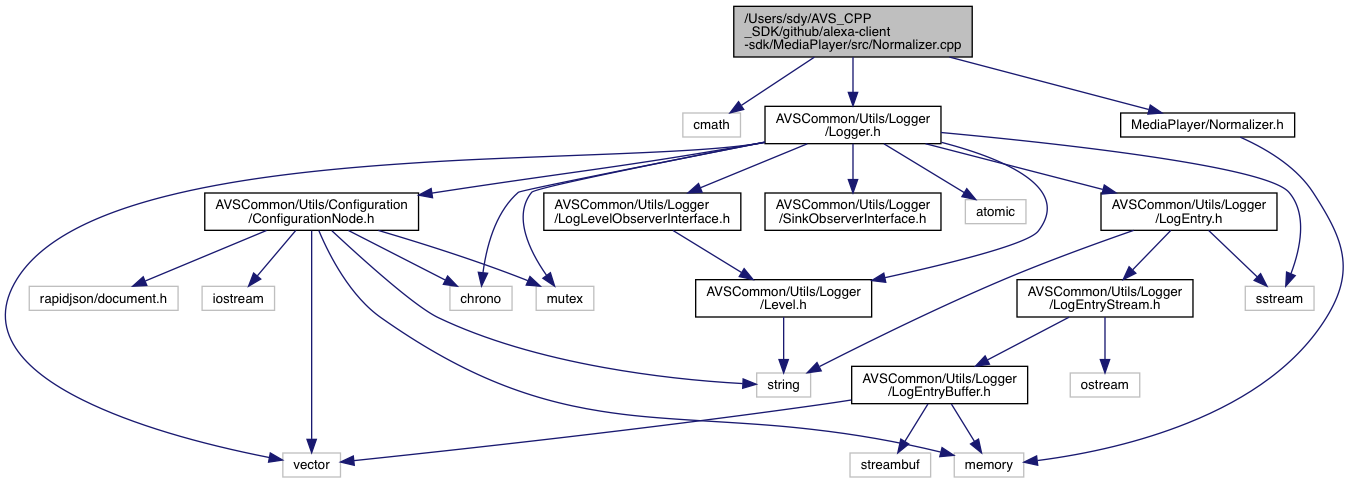 /Users/sdy/AVS_CPP
_SDK/github/alexa-client
-sdk/MediaPlayer/src/Normalizer.cpp
cmath
AVSCommon/Utils/Logger
/Logger.h
MediaPlayer/Normalizer.h
AVSCommon/Utils/Configuration
/ConfigurationNode.h
AVSCommon/Utils/Logger
/LogLevelObserverInterface.h
AVSCommon/Utils/Logger
/SinkObserverInterface.h
atomic
AVSCommon/Utils/Logger
/LogEntry.h
rapidjson/document.h
iostream
chrono
mutex
AVSCommon/Utils/Logger
/Level.h
AVSCommon/Utils/Logger
/LogEntryStream.h
sstream
string
AVSCommon/Utils/Logger
/LogEntryBuffer.h
ostream
vector
streambuf
memory